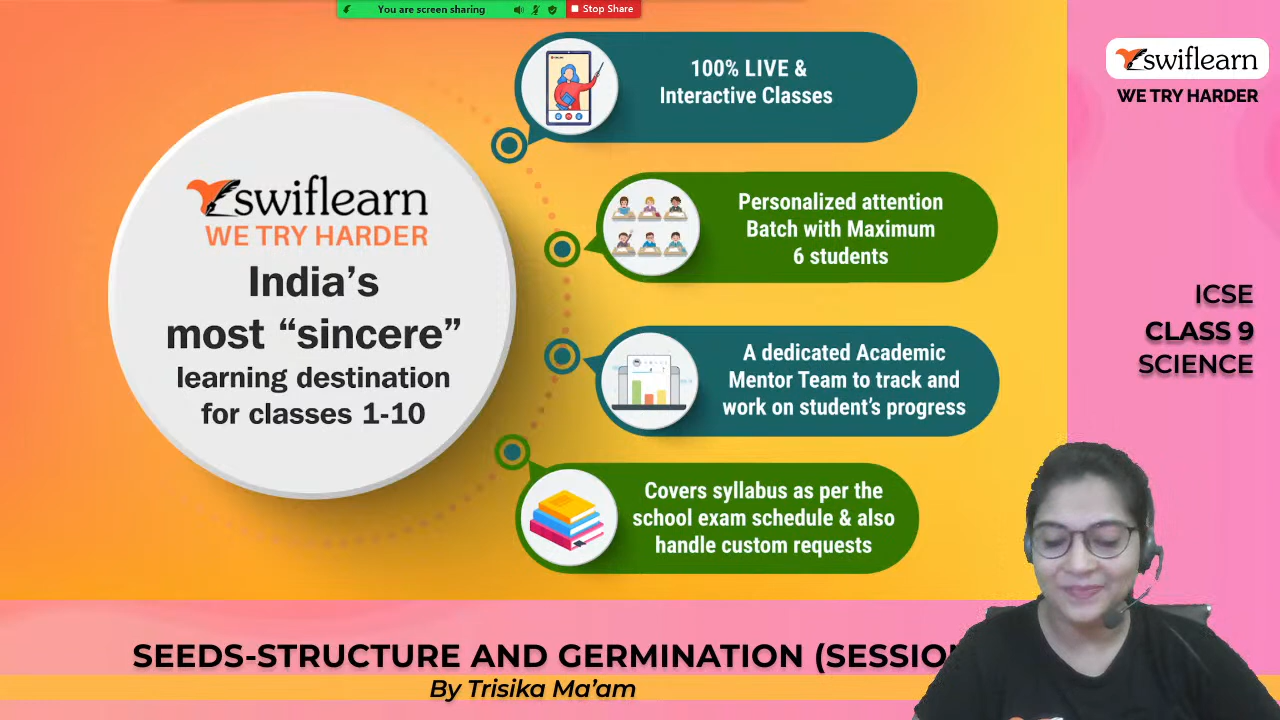 You are screen sharing
Stop Share
swiflearn
WE TRY HARDER
India’s
most “sincere”
learning destination
for classes 1-10
100% LIVE &
Interactive Classes
Personalized attention
Batch with Maximum
6 students
A dedicated Academic
Mentor Team to track and
work on student’s progress
Covers syllabus as per the
school exam schedule & also
handle custom requests
swiflearn
WE TRY HARDER
ICSE
CLASS 9
SCIENCE
SEEDS-STRUCTURE AND GERMINATION
By Trisika Ma’am